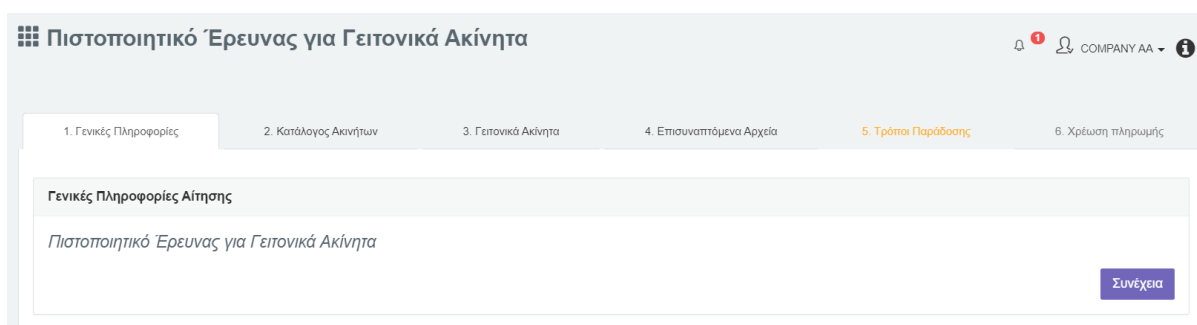 Πιστοποιητικό Έρευνας για Γειτονικά Ακίνητα
1 COMPANY AA
1. Γενικές Πληροφορίες 2. Κατάλογος Ακινήτων 3. Γειτονικά Ακίνητα 4. Επισυναπτόμενα Αρχεία 5. Τρόποι Παράδοσης 6. Χρέωση πληρωμής
Γενικές Πληροφορίες Αίτησης
Πιστοποιητικό Έρευνας για Γειτονικά Ακίνητα
Συνέχεια